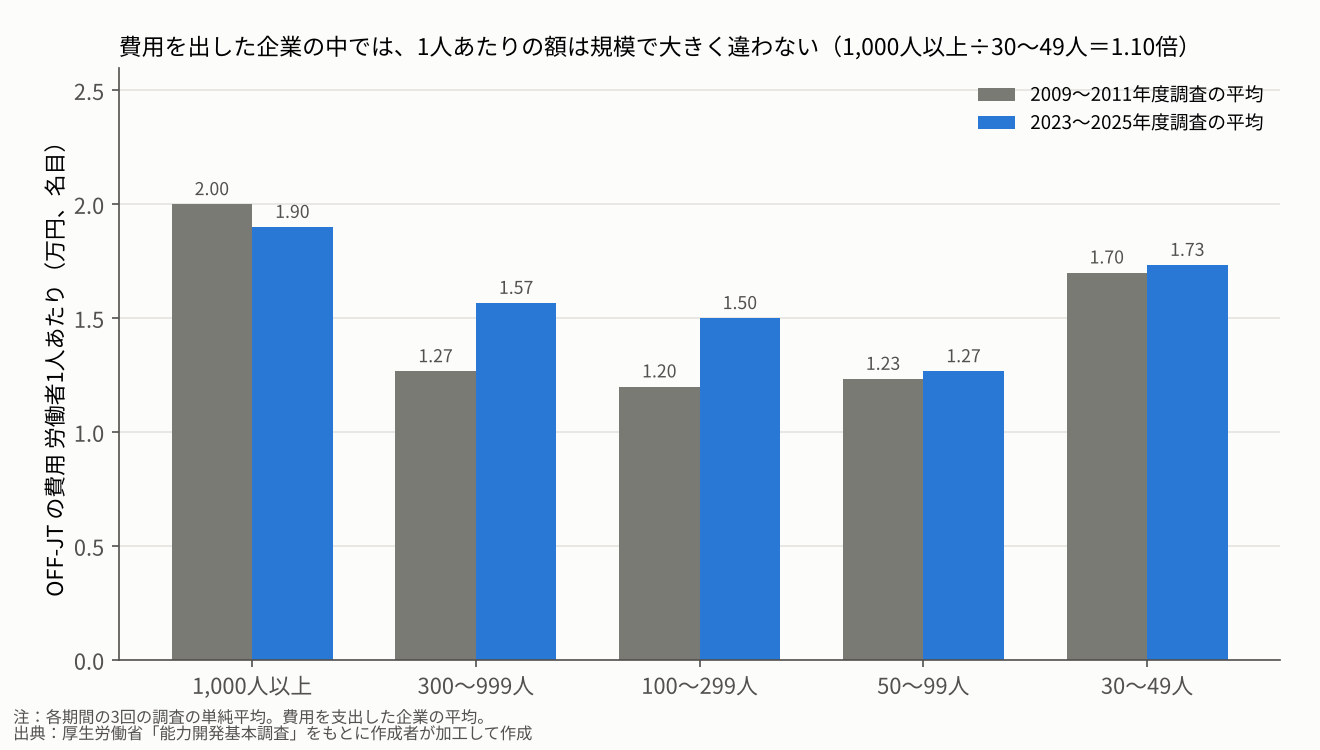 費用を出した企業の中では、1人あたりの額は規模で大きく違わない（1,000人以上÷30〜49人＝1.10倍）
2009〜2011年度調査の平均
2023〜2025年度調査の平均
OFF-JT の費用 労働者1人あたり（万円、名目）
2.5
2.0
1.5
1.0
0.5
0.0
2.00
1.90
1.27
1.57
1.20
1.50
1.23
1.27
1.70
1.73
1,000人以上
300〜999人
100〜299人
50〜99人
30〜49人
注：各期間の3回の調査の単純平均。費用を支出した企業の平均。
出典：厚生労働省「能力開発基本調査」をもとに作成者が加工して作成